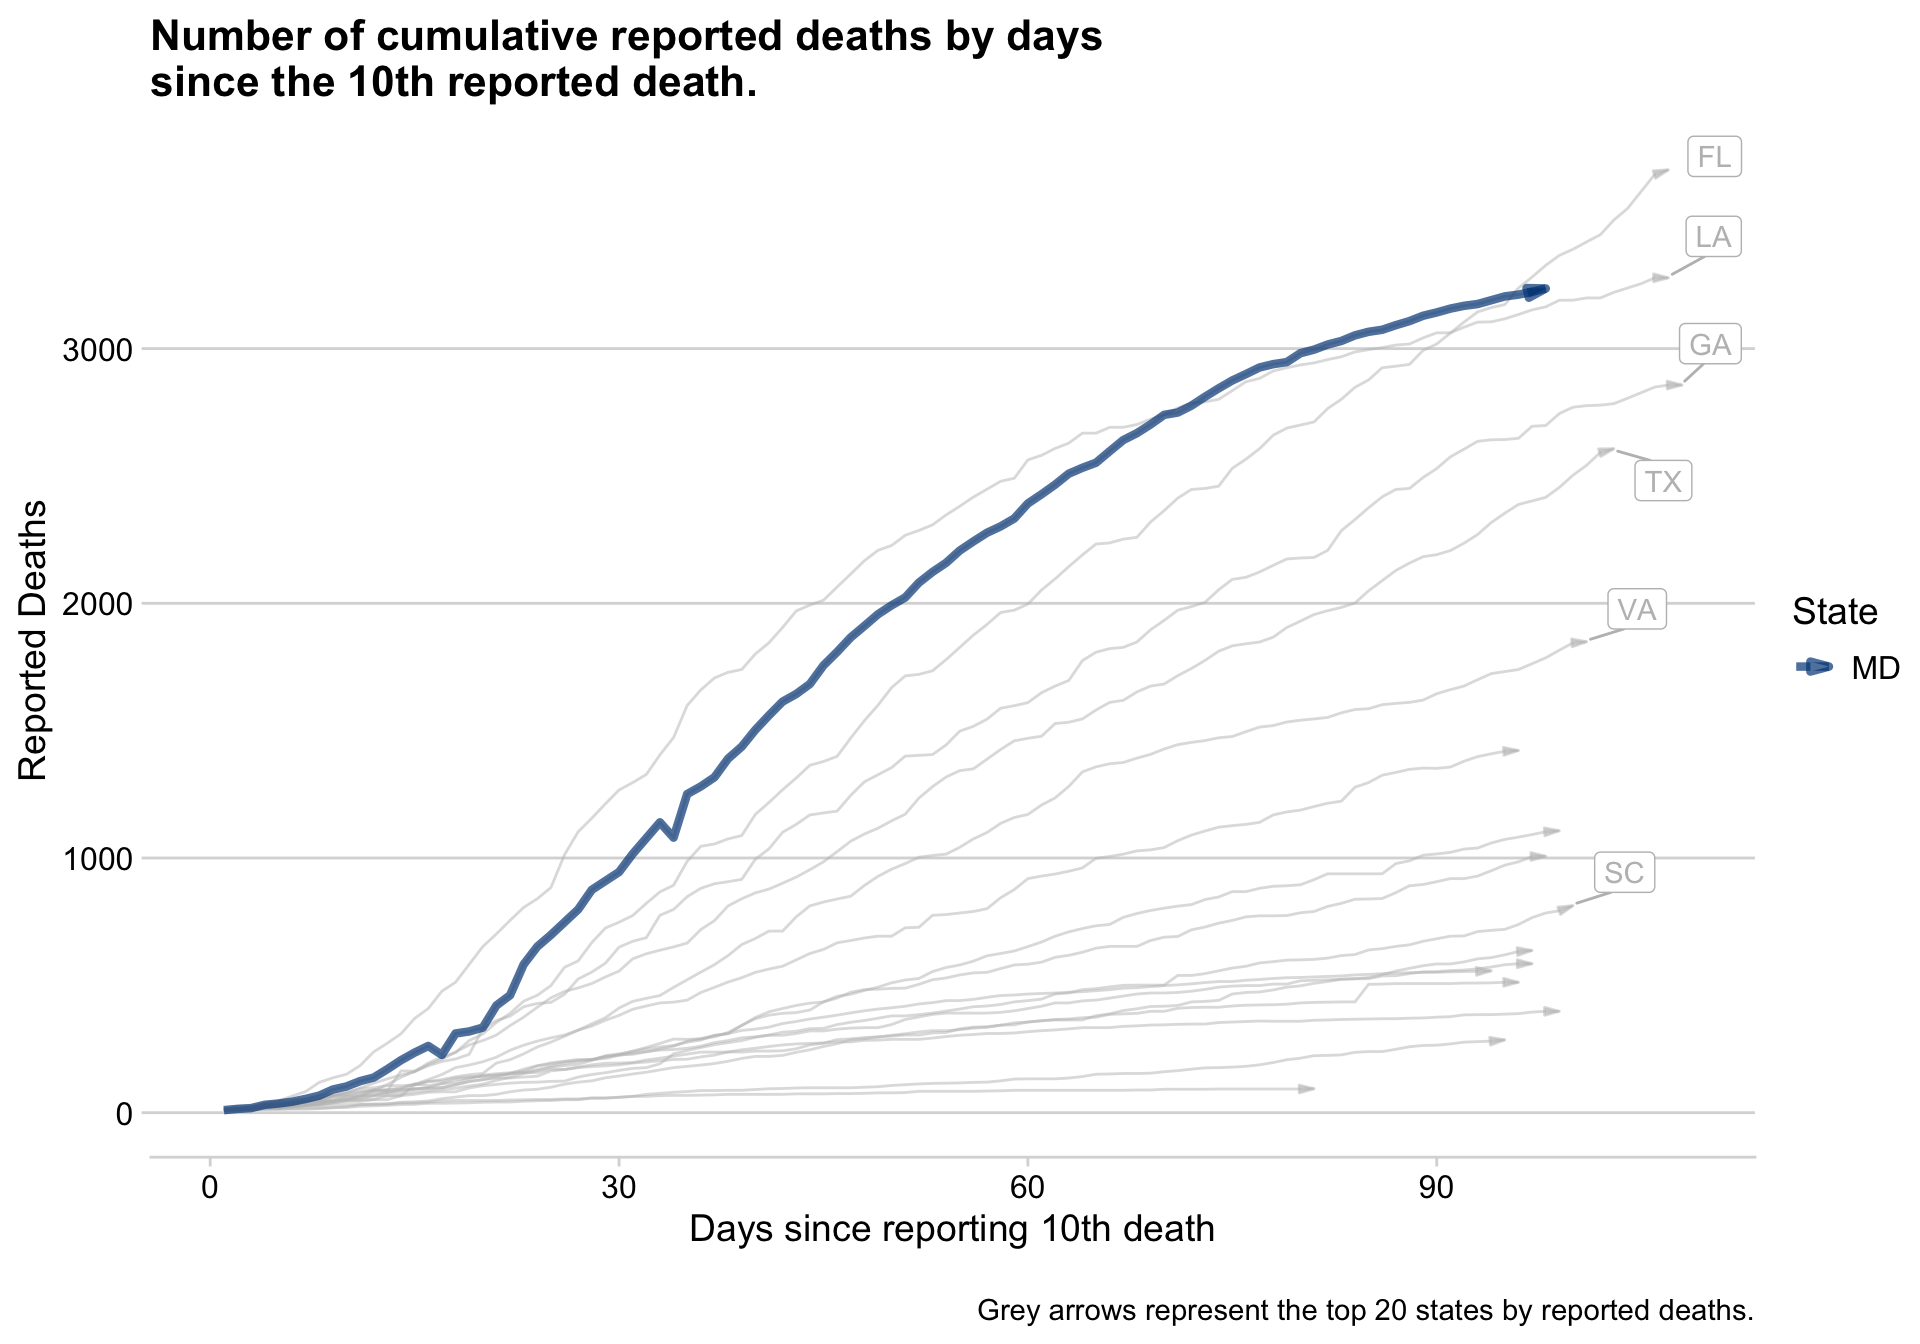 Number of cumulative reported deaths by days
since the 10th reported death.
FL
LA
GA
TX
VA
SC
3000
2000
1000
0
Reported Deaths
0
30
60
90
Days since reporting 10th death
State
MD
Grey arrows represent the top 20 states by reported deaths.